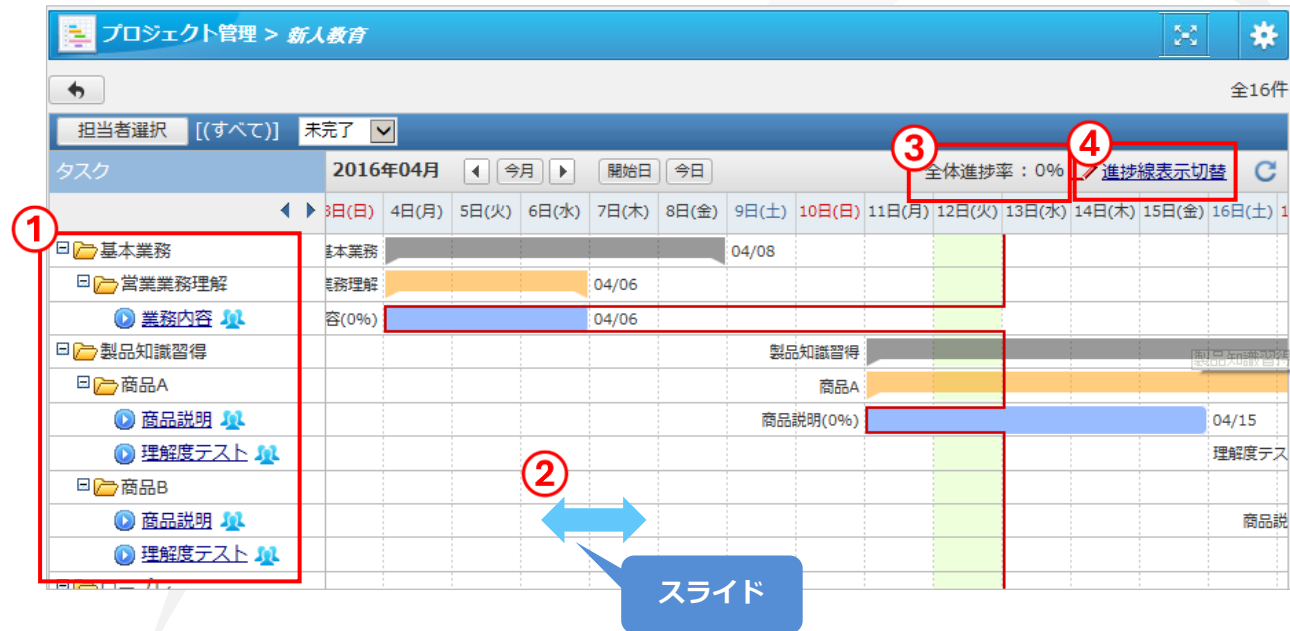 プロジェクト管理 > 新人教育
全16件
担当者選択 [(すべて)] 未完了
タスク 2016年04月 今月 開始日 今日 ③ 全体進捗率：0% ④ 進捗線表示切替
3日(日) 4日(月) 5日(火) 6日(水) 7日(木) 8日(金) 9日(土) 10日(日) 11日(月) 12日(火) 13日(水) 14日(木) 15日(金) 16日(土) 1
①
基本業務 基本業務 04/08
営業業務理解 業務理解 04/06
業務内容 容(0%) 04/06
製品知識習得 製品知識習得 製品知識習得
商品A 商品A
商品説明 商品説明(0%) 04/15
理解度テスト 理解度テス
商品B
②
商品説明 商品説
理解度テスト
スライド